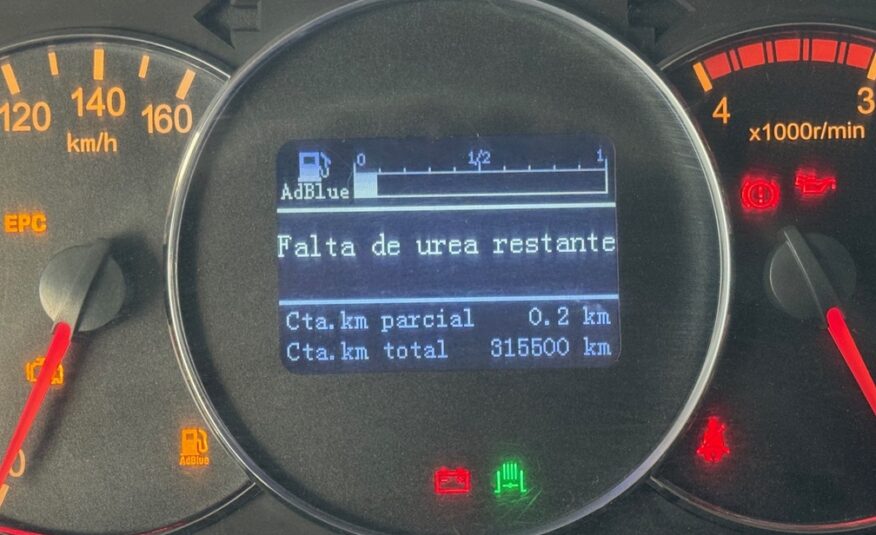 120 140 160
km/h
EPC
0
AdBlue
0 1/2 1
AdBlue
Falta de urea restante
Cta.km parcial 0.2 km
Cta.km total 315500 km
4 3
x1000r/min